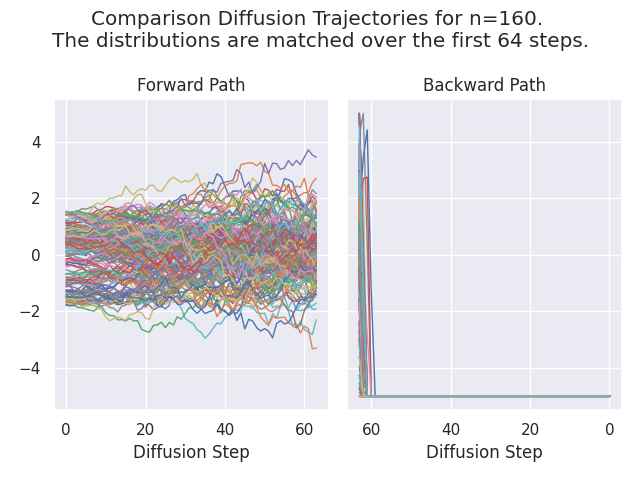 Comparison Diffusion Trajectories for n=160.
The distributions are matched over the first 64 steps.
Forward Path
Backward Path
4
2
0
−2
−4
0 20 40 60
60 40 20 0
Diffusion Step
Diffusion Step